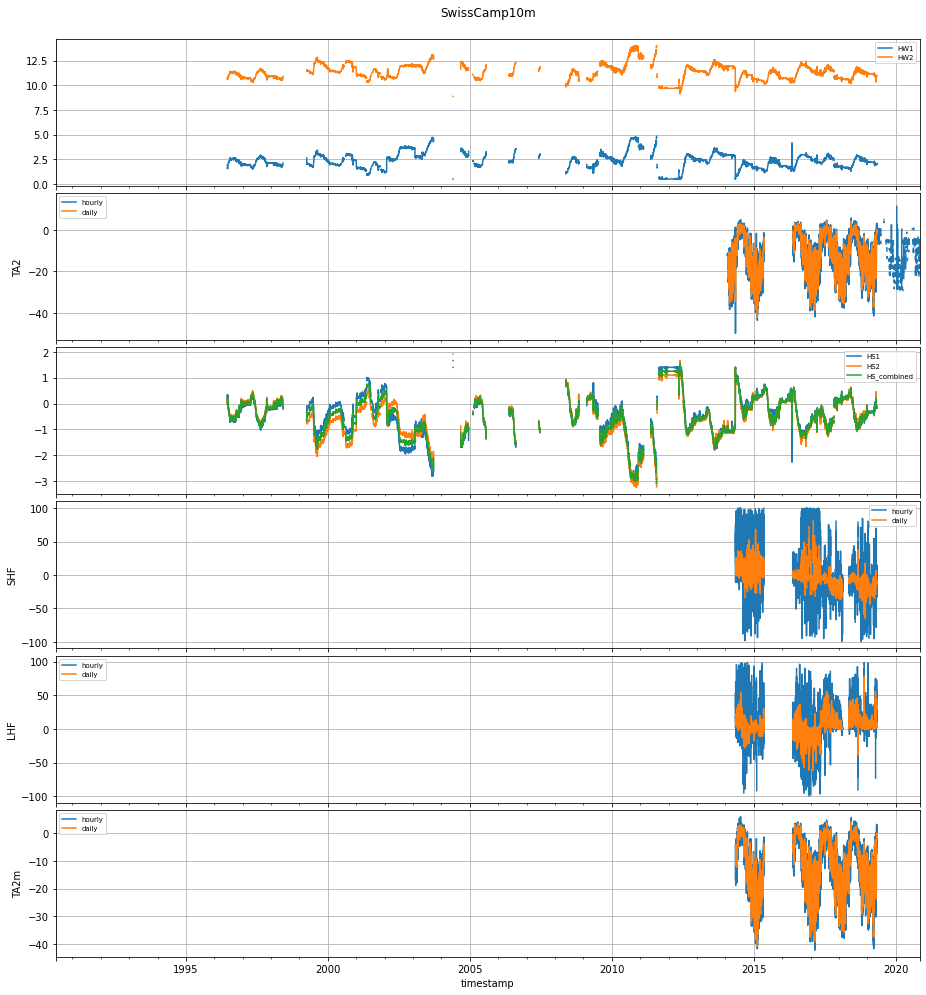 SwissCamp10m
HW1
HW2
12.5
10.0
7.5
5.0
2.5
0.0
hourly
daily
TA2
0
−20
−40
HS1
HS2
HS_combined
2
1
0
−1
−2
−3
hourly
daily
SHF
100
50
0
−50
−100
hourly
daily
LHF
100
50
0
−50
−100
hourly
daily
TA2m
0
−10
−20
−30
−40
1995
2000
2005
2010
2015
2020
timestamp